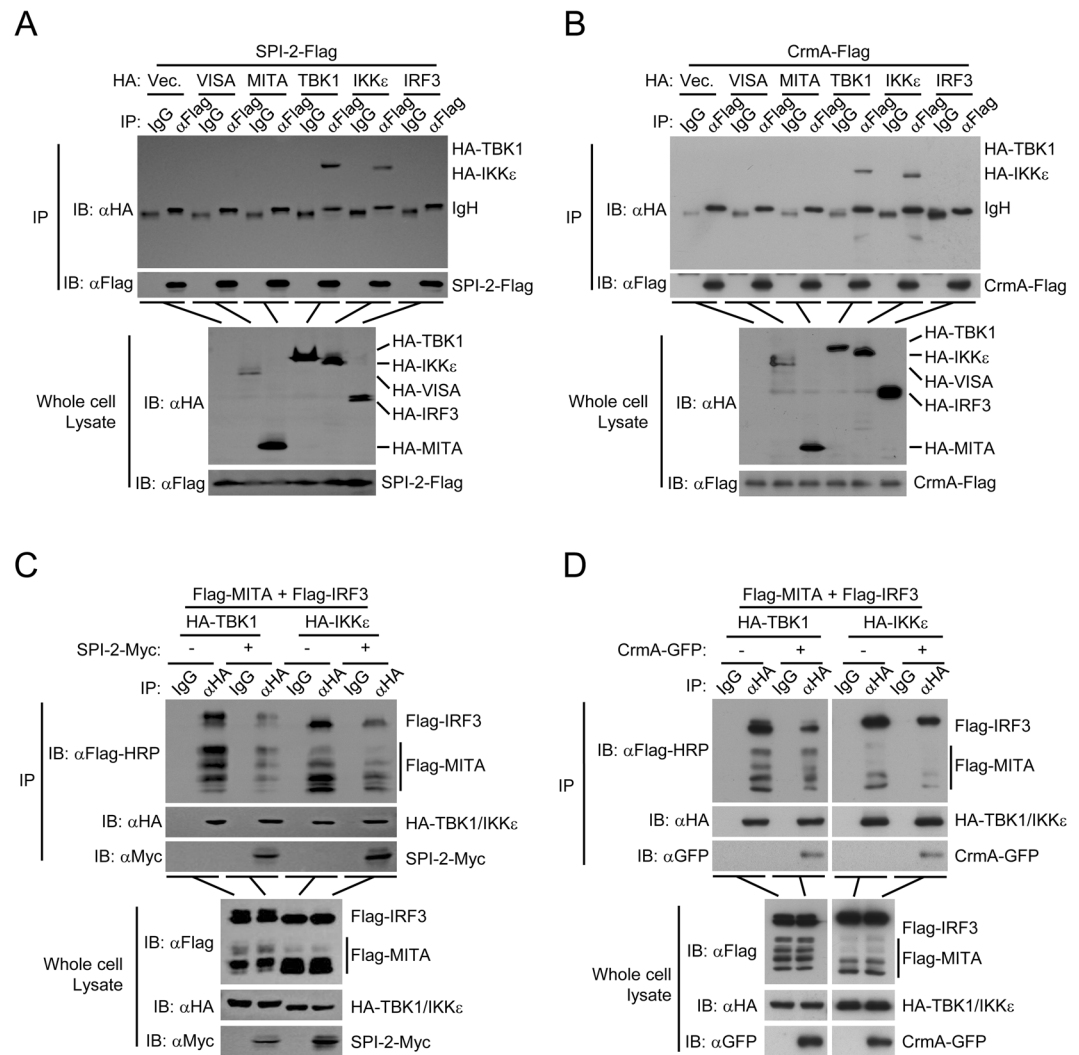 A
SPI-2-Flag
HA: Vec. VISA MITA TBK1 IKKε IRF3
IP: IgG αFlag IgG αFlag IgG αFlag IgG αFlag IgG αFlag IgG αFlag
HA-TBK1
HA-IKKε
IP
IB: αHA
IgH
IB: αFlag
SPI-2-Flag
HA-TBK1
HA-IKKε
HA-VISA
Whole cell
Lysate
IB: αHA
HA-IRF3
HA-MITA
IB: αFlag
SPI-2-Flag
B
CrmA-Flag
HA: Vec. VISA MITA TBK1 IKKε IRF3
IP: IgG αFlag IgG αFlag IgG αFlag IgG αFlag IgG αFlag IgG αFlag
HA-TBK1
HA-IKKε
IP
IB: αHA
IgH
IB: αFlag
CrmA-Flag
HA-TBK1
HA-IKKε
HA-VISA
Whole cell
Lysate
IB: αHA
HA-IRF3
HA-MITA
IB: αFlag
CrmA-Flag
C
Flag-MITA + Flag-IRF3
HA-TBK1 HA-IKKε
SPI-2-Myc: - + - +
IP: IgG αHA IgG αHA IgG αHA IgG αHA
Flag-IRF3
IB: αFlag-HRP
Flag-MITA
IP
IB: αHA
HA-TBK1/IKKε
IB: αMyc
SPI-2-Myc
Flag-IRF3
IB: αFlag
Flag-MITA
Whole cell
Lysate
IB: αHA
HA-TBK1/IKKε
IB: αMyc
SPI-2-Myc
D
Flag-MITA + Flag-IRF3
HA-TBK1 HA-IKKε
CrmA-GFP: - + - +
IP: IgG αHA IgG αHA IgG αHA IgG αHA
Flag-IRF3
IB: αFlag-HRP
Flag-MITA
IP
IB: αHA
HA-TBK1/IKKε
IB: αGFP
CrmA-GFP
Flag-IRF3
IB: αFlag
Flag-MITA
Whole cell
lysate
IB: αHA
HA-TBK1/IKKε
IB: αGFP
CrmA-GFP